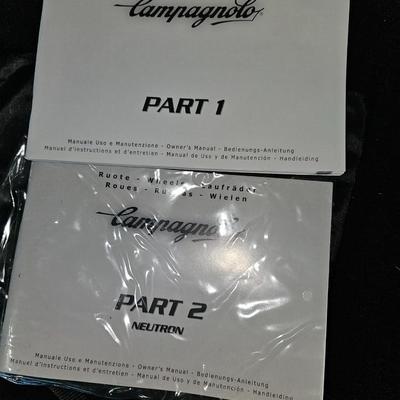 Campagnolo
PART 1
Manuale Uso e Manutenzione - Owner's Manual - Bedienungs-Anleitung
Manuel d'instructions et d'entretien - Manual de Uso y de Manutención - Handleiding
Ruote - Wheels - Laufräder
Roues - Ruedas - Wielen
Campagnolo
PART 2
NEUTRON
Manuale Uso e Manutenzione - Owner's Manual - Bedienungs-Anleitung
Manuel d'instructions et d'entretien - Manual de Uso y de Manutención - Handleiding